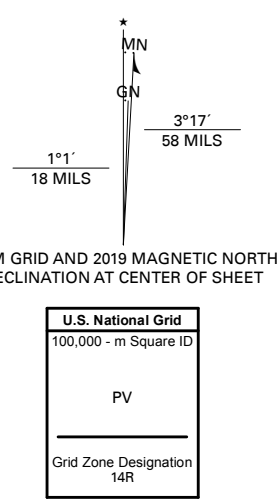 ★
MN
GN
3°17´
58 MILS
1°1´
18 MILS
M GRID AND 2019 MAGNETIC NORTH
ECLINATION AT CENTER OF SHEET
U.S. National Grid
100,000 - m Square ID
PV
Grid Zone Designation
14R